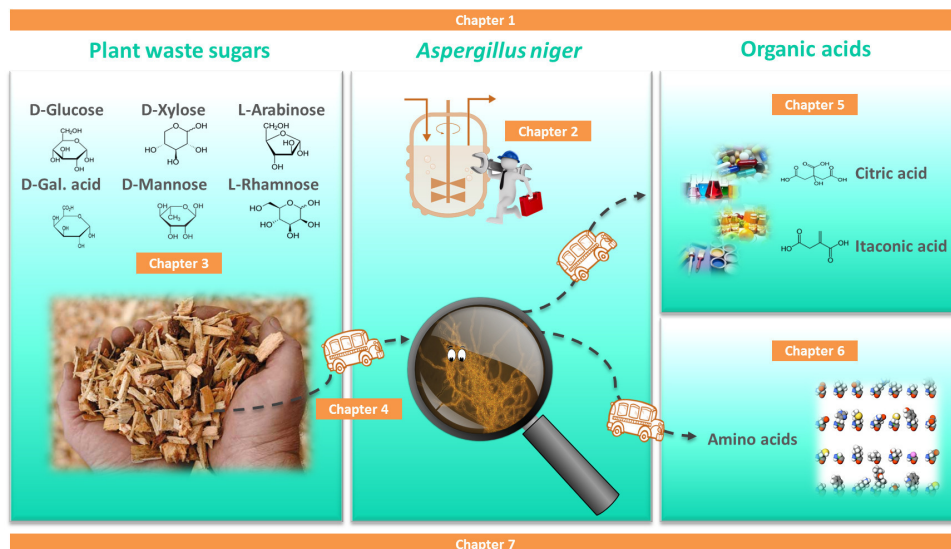 Chapter 1
Plant waste sugars
Aspergillus niger
Organic acids
D-Glucose D-Xylose L-Arabinose
D-Gal. acid D-Mannose L-Rhamnose
Chapter 3
Chapter 4
Chapter 2
Chapter 5
Citric acid
Itaconic acid
Chapter 6
Amino acids
Chapter 7